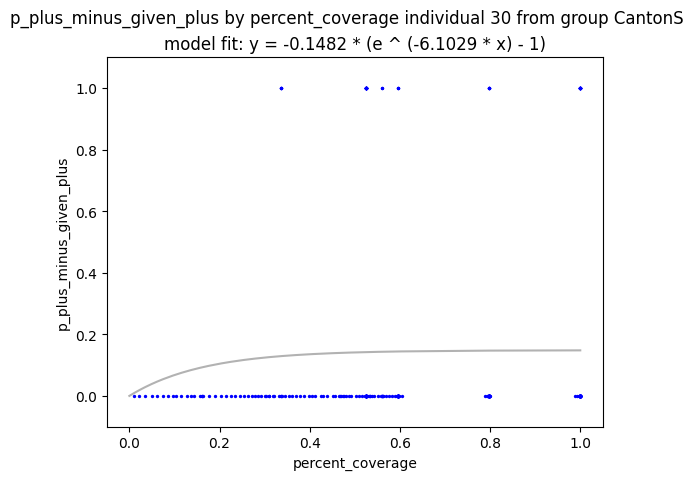 p_plus_minus_given_plus by percent_coverage individual 30 from group CantonS
model fit: y = -0.1482 * (e ^ (-6.1029 * x) - 1)
1.0
0.8
0.6
0.4
0.2
0.0
p_plus_minus_given_plus
0.0 0.2 0.4 0.6 0.8 1.0
percent_coverage